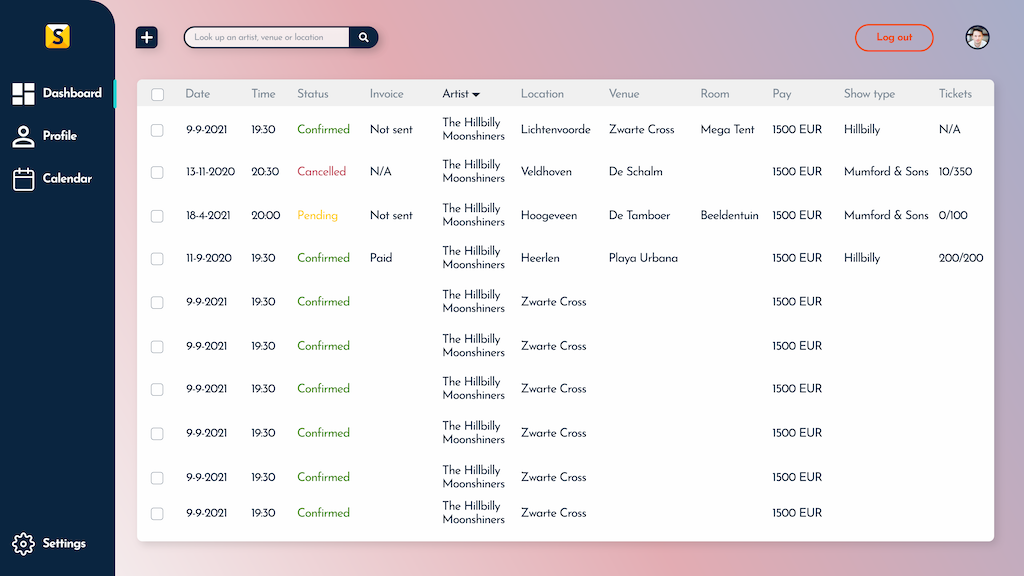 S
Look up an artist, venue or location
Log out
Dashboard
Profile
Calendar
Settings
Date Time Status Invoice Artist Location Venue Room Pay Show type Tickets
9-9-2021 19:30 Confirmed Not sent The Hillbilly Moonshiners Lichtenvoorde Zwarte Cross Mega Tent 1500 EUR Hillbilly N/A
13-11-2020 20:30 Cancelled N/A The Hillbilly Moonshiners Veldhoven De Schalm 1500 EUR Mumford & Sons 10/350
18-4-2021 20:00 Pending Not sent The Hillbilly Moonshiners Hoogeveen De Tamboer Beeldentuin 1500 EUR Mumford & Sons 0/100
11-9-2020 19:30 Confirmed Paid The Hillbilly Moonshiners Heerlen Playa Urbana 1500 EUR Hillbilly 200/200
9-9-2021 19:30 Confirmed The Hillbilly Moonshiners Zwarte Cross 1500 EUR
9-9-2021 19:30 Confirmed The Hillbilly Moonshiners Zwarte Cross 1500 EUR
9-9-2021 19:30 Confirmed The Hillbilly Moonshiners Zwarte Cross 1500 EUR
9-9-2021 19:30 Confirmed The Hillbilly Moonshiners Zwarte Cross 1500 EUR
9-9-2021 19:30 Confirmed The Hillbilly Moonshiners Zwarte Cross 1500 EUR
9-9-2021 19:30 Confirmed The Hillbilly Moonshiners Zwarte Cross 1500 EUR